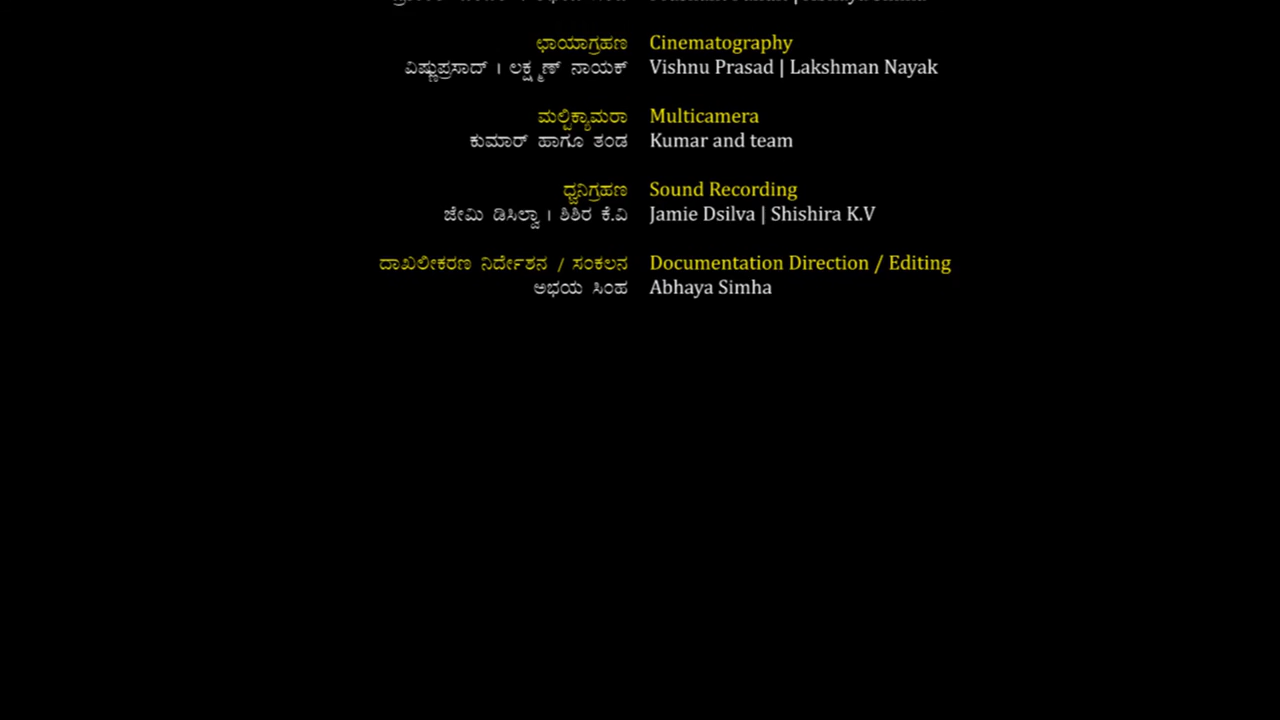 ಛಾಯಾಗ್ರಹಣ Cinematography
ವಿಷ್ಣುಪ್ರಸಾದ್ । ಲಕ್ಷ್ಮಣ್ ನಾಯಕ್ Vishnu Prasad | Lakshman Nayak
ಮಲ್ಟಿಕ್ಯಾಮರಾ Multicamera
ಕುಮಾರ್ ಹಾಗೂ ತಂಡ Kumar and team
ಧ್ವನಿಗ್ರಹಣ Sound Recording
ಜೇಮಿ ಡಿಸಿಲ್ವಾ । ಶಿಶಿರ ಕೆ.ವಿ Jamie Dsilva | Shishira K.V
ದಾಖಲೀಕರಣ ನಿರ್ದೇಶನ / ಸಂಕಲನ Documentation Direction / Editing
ಅಭಯ ಸಿಂಹ Abhaya Simha